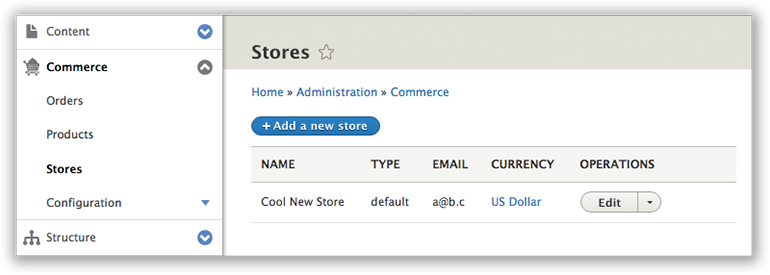 Content
Commerce
Orders
Products
Stores
Configuration
Structure
Stores
Home » Administration » Commerce
+ Add a new store
NAME TYPE EMAIL CURRENCY OPERATIONS
Cool New Store default a@b.c US Dollar Edit